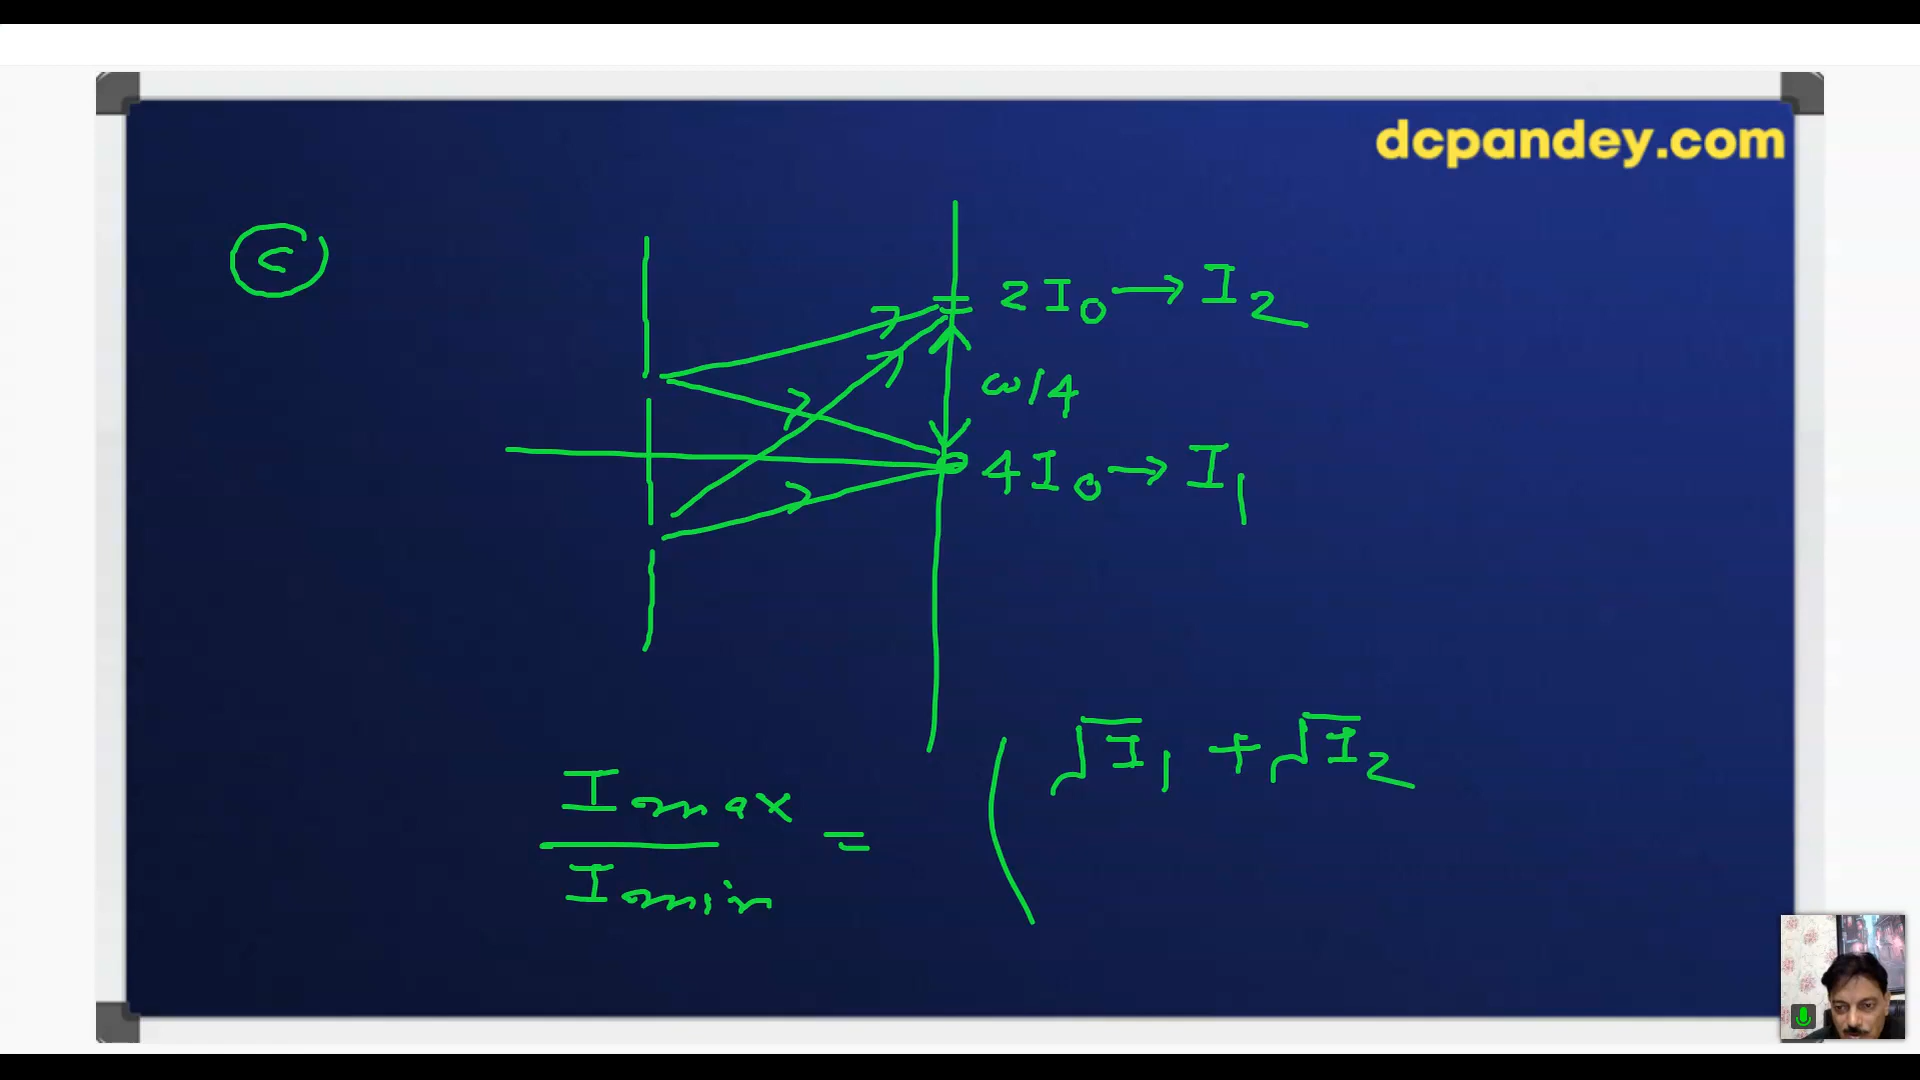 dcpandey.com
C
2I₀ → I₂
ω/4
4I₀ → I₁
Imax / Imin = ( √I₁ + √I₂